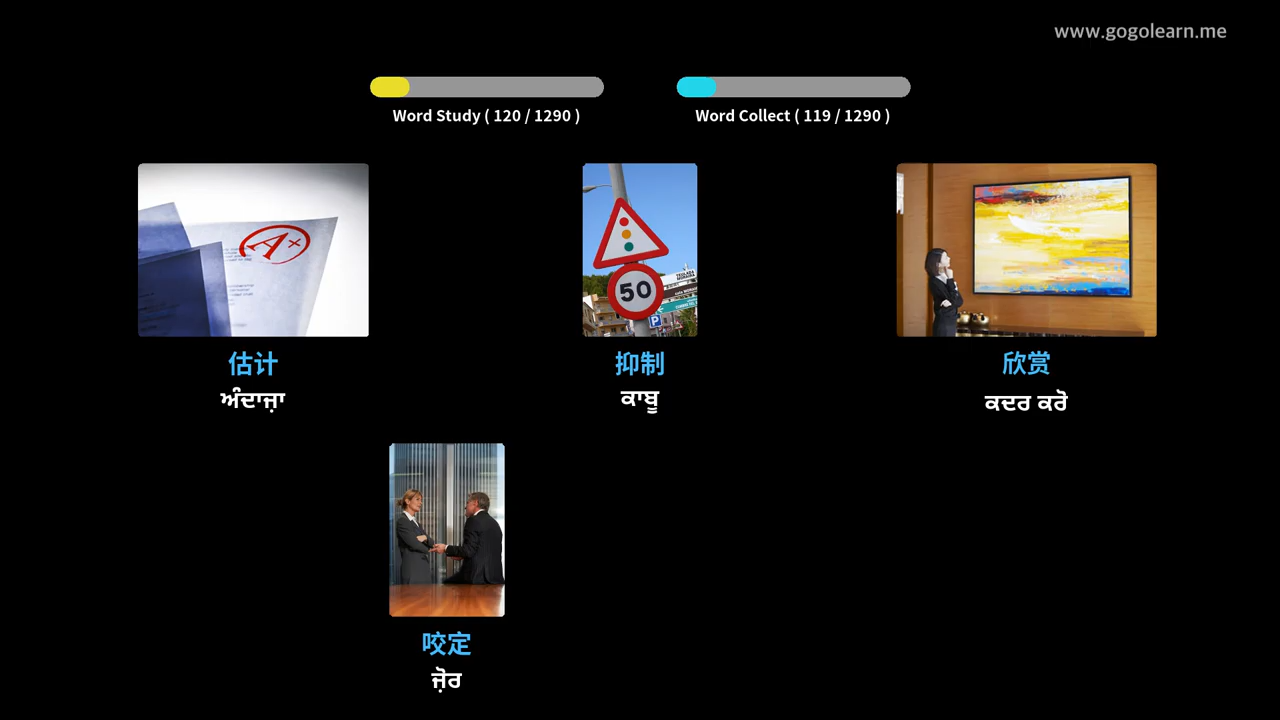 www.gogolearn.me
Word Study ( 120 / 1290 )
Word Collect ( 119 / 1290 )
A+
50
P
估计
ਅੰਦਾਜ਼ਾ
抑制
ਕਾਬੂ
欣赏
ਕਦਰ ਕਰੋ
咬定
ਜ਼ੋਰ